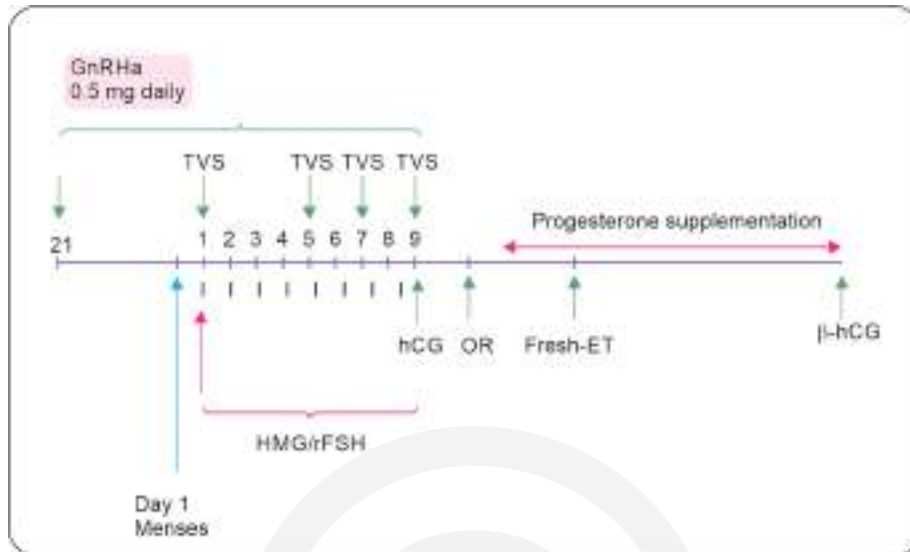 GnRHa
0.5 mg daily
TVS TVS TVS TVS
Progesterone supplementation
21 1 2 3 4 5 6 7 8 9
hCG OR Fresh-ET β-hCG
HMG/rFSH
Day 1
Menses